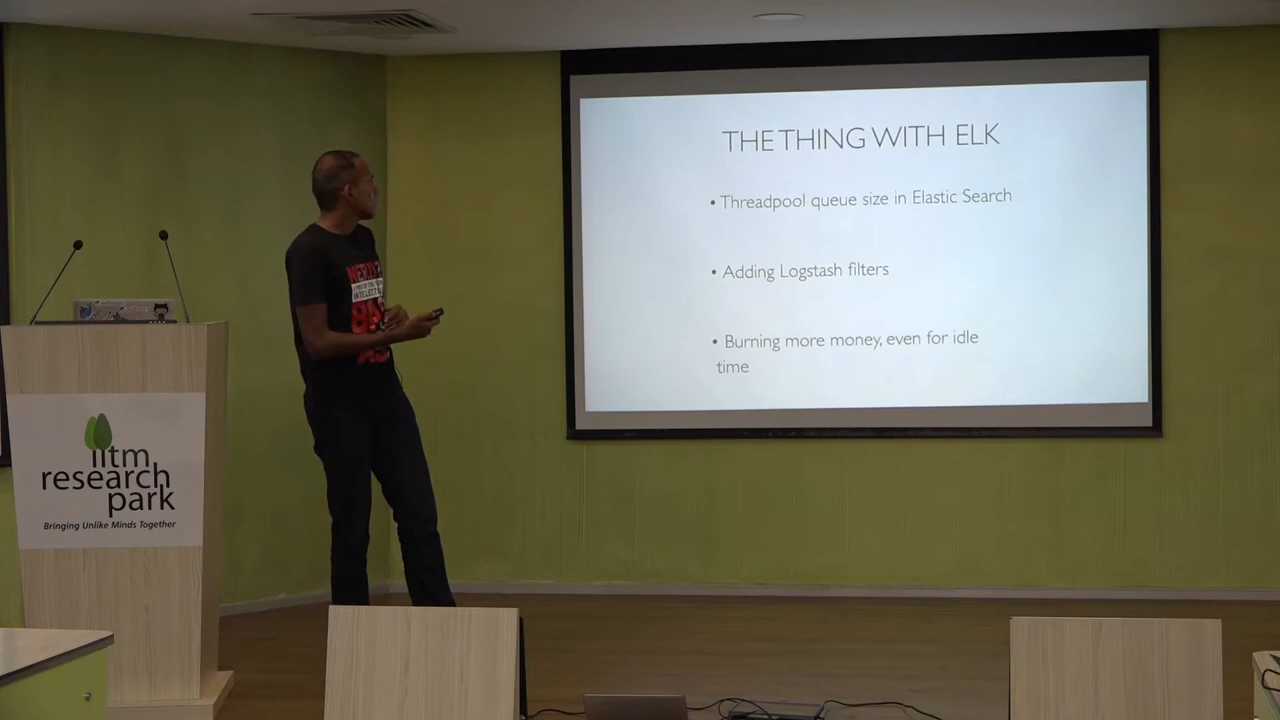 THE THING WITH ELK
• Threadpool queue size in Elastic Search
• Adding Logstash filters
• Burning more money, even for idle
time
iitm
research
park
Bringing Unlike Minds Together